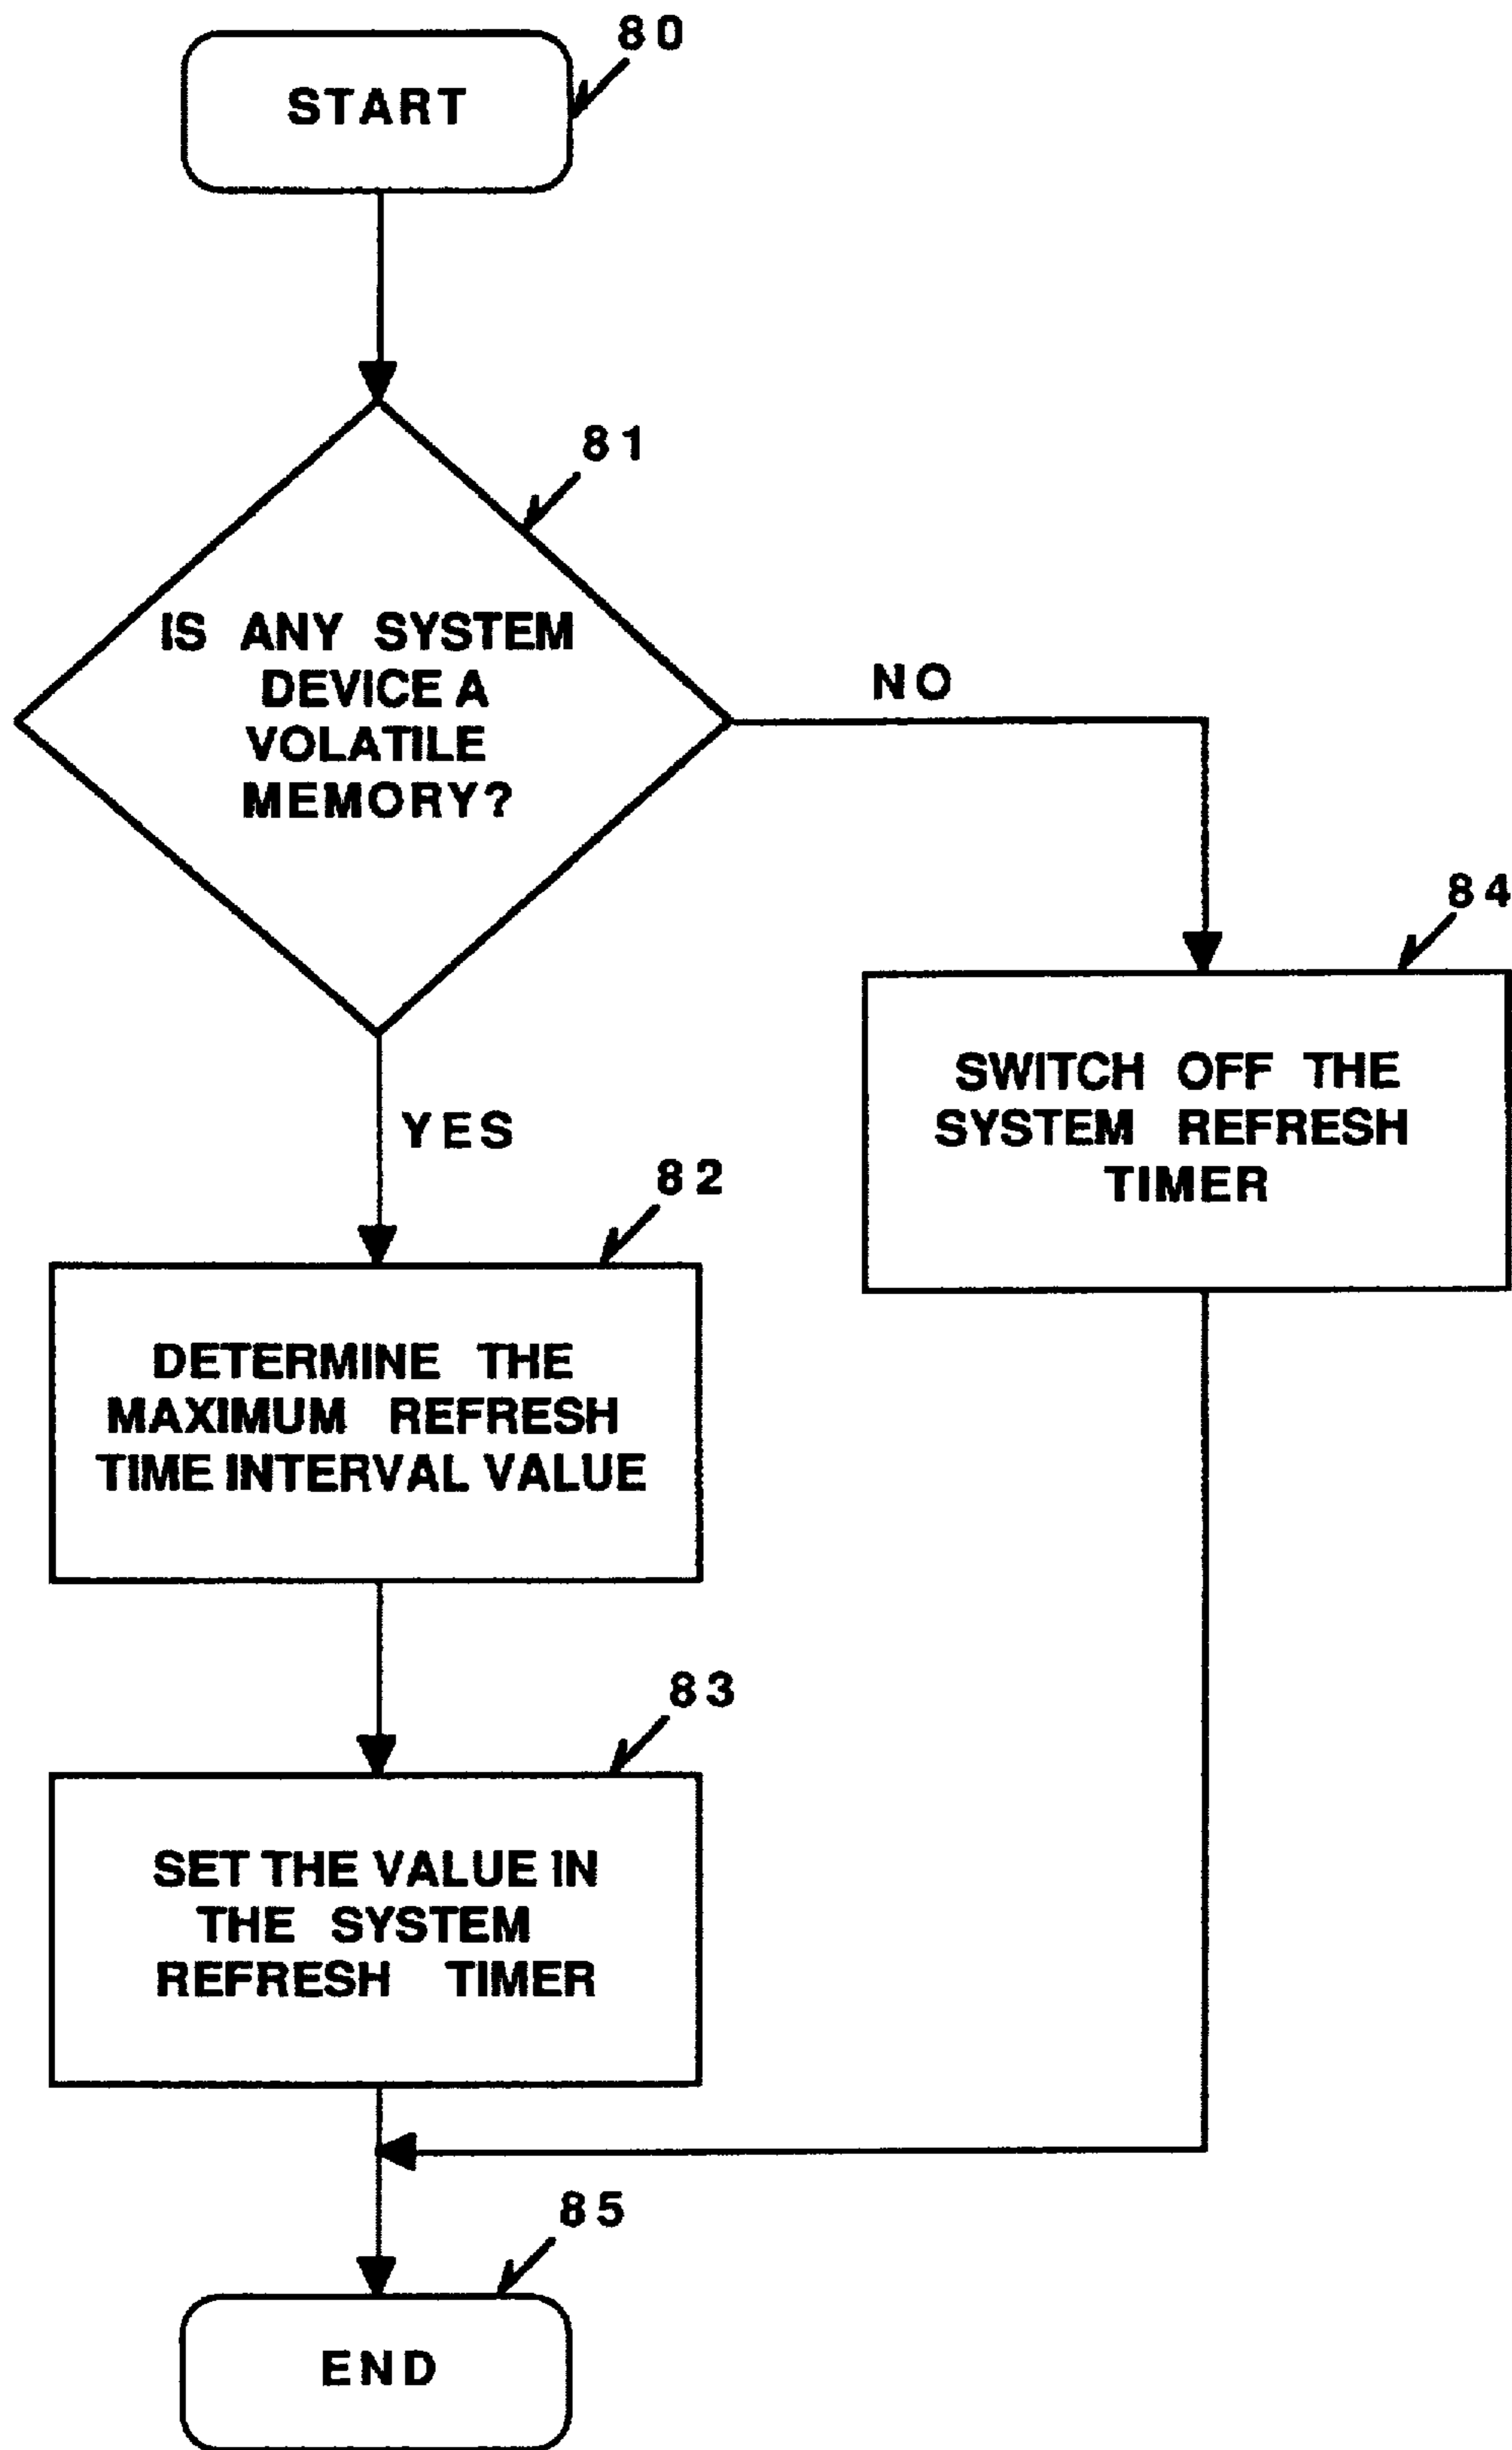 80
START
81
IS ANY SYSTEM
DEVICE A
VOLATILE
MEMORY?
NO
YES
84
SWITCH OFF THE
SYSTEM REFRESH
TIMER
82
DETERMINE THE
MAXIMUM REFRESH
TIME INTERVAL VALUE
83
SET THE VALUE IN
THE SYSTEM
REFRESH TIMER
85
END